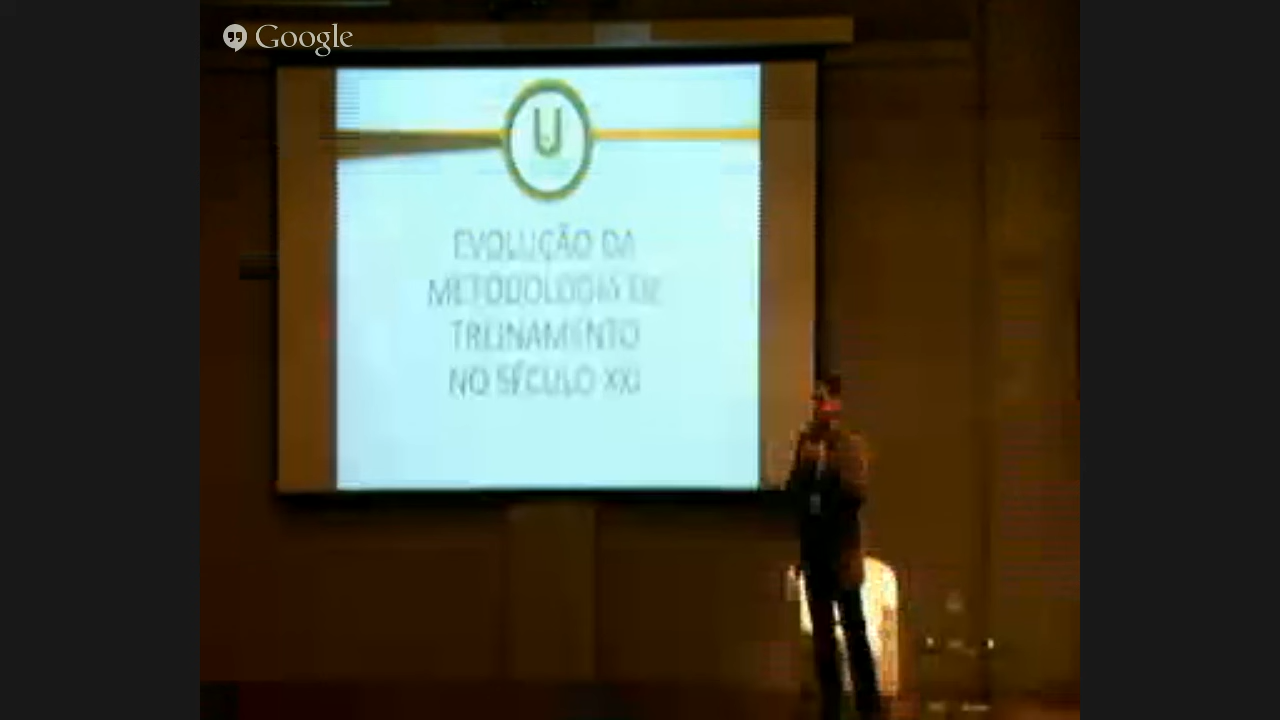 Google
U
EVOLUÇÃO DA
METODOLOGIA DE
TREINAMENTO
NO SÉCULO XXI